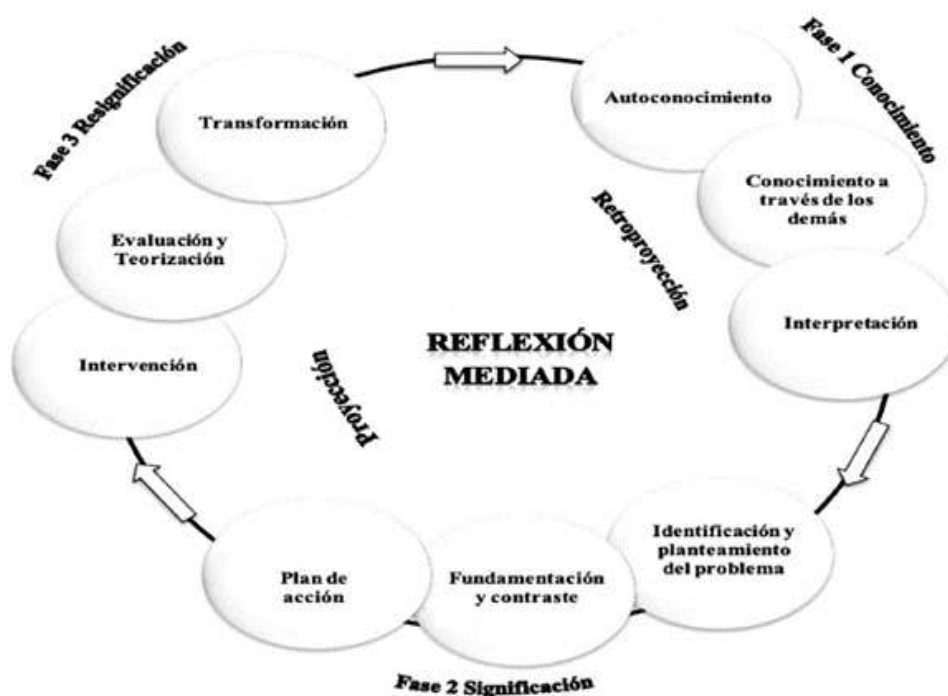 Fase 1 Conocimiento
Autoconocimiento
Conocimiento a
través de los
demás
Interpretación
Retroproyección
REFLEXIÓN
MEDIADA
Identificación y
planteamiento
del problema
Fundamentación
y contraste
Plan de
acción
Fase 2 Significación
Proyección
Intervención
Evaluación y
Teorización
Transformación
Fase 3 Resignificación